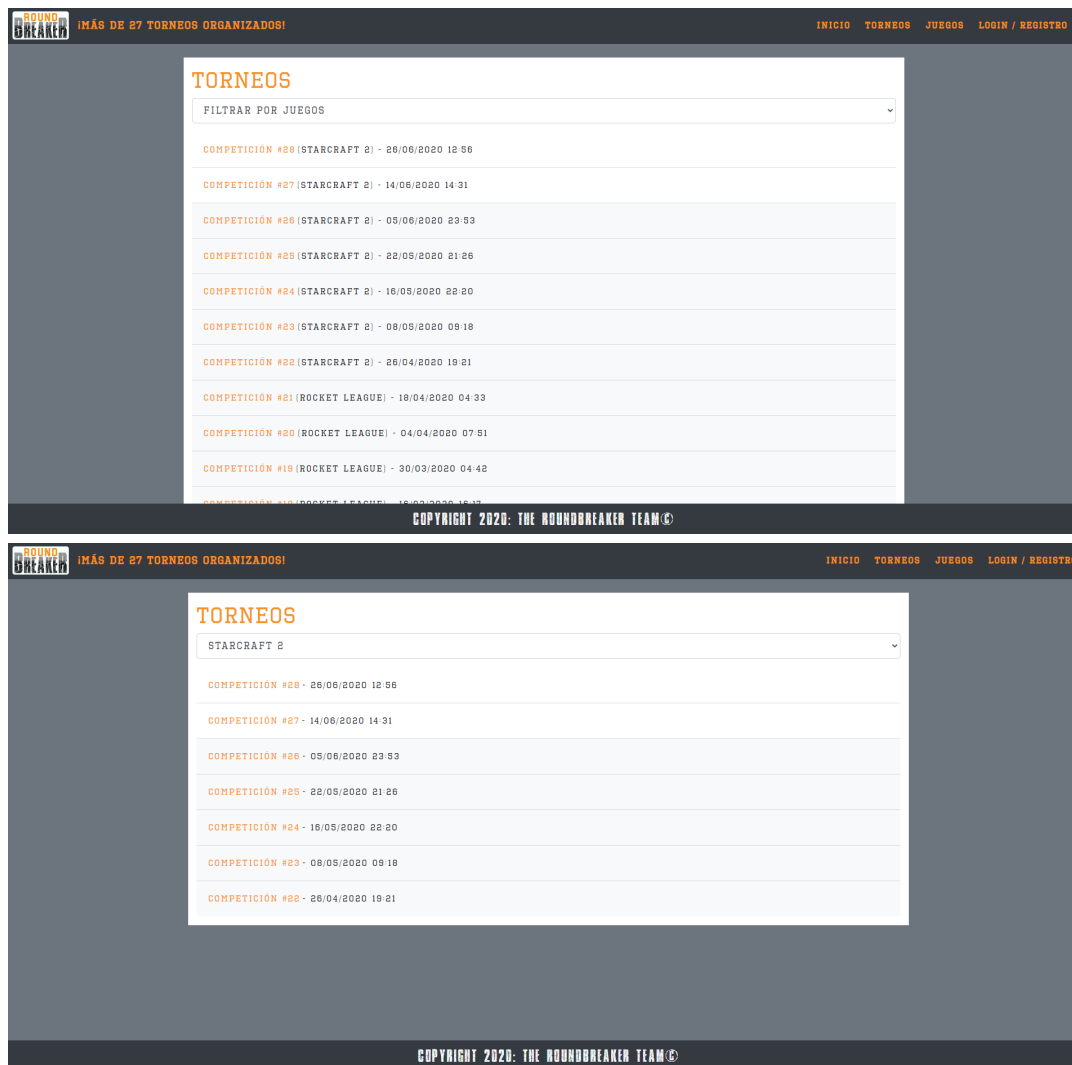 ROUND
BREAKER
¡MÁS DE 27 TORNEOS ORGANIZADOS!
INICIO TORNEOS JUEGOS LOGIN / REGISTRO
TORNEOS
FILTRAR POR JUEGOS
COMPETICIÓN #28 (STARCRAFT 2) - 26/06/2020 12:56
COMPETICIÓN #27 (STARCRAFT 2) - 14/06/2020 14:31
COMPETICIÓN #26 (STARCRAFT 2) - 05/06/2020 23:53
COMPETICIÓN #25 (STARCRAFT 2) - 22/05/2020 21:26
COMPETICIÓN #24 (STARCRAFT 2) - 16/05/2020 22:20
COMPETICIÓN #23 (STARCRAFT 2) - 08/05/2020 09:18
COMPETICIÓN #22 (STARCRAFT 2) - 26/04/2020 19:21
COMPETICIÓN #21 (ROCKET LEAGUE) - 18/04/2020 04:33
COMPETICIÓN #20 (ROCKET LEAGUE) - 04/04/2020 07:51
COMPETICIÓN #19 (ROCKET LEAGUE) - 30/03/2020 04:42
COPYRIGHT 2020: THE ROUNDBREAKER TEAM©
ROUND
BREAKER
¡MÁS DE 27 TORNEOS ORGANIZADOS!
INICIO TORNEOS JUEGOS LOGIN / REGISTRO
TORNEOS
STARCRAFT 2
COMPETICIÓN #28 - 26/06/2020 12:56
COMPETICIÓN #27 - 14/06/2020 14:31
COMPETICIÓN #26 - 05/06/2020 23:53
COMPETICIÓN #25 - 22/05/2020 21:26
COMPETICIÓN #24 - 16/05/2020 22:20
COMPETICIÓN #23 - 08/05/2020 09:18
COMPETICIÓN #22 - 26/04/2020 19:21
COPYRIGHT 2020: THE ROUNDBREAKER TEAM©